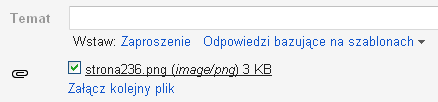 Temat
Wstaw: Zaproszenie Odpowiedzi bazujące na szablonach
strona236.png (image/png) 3 KB
Załącz kolejny plik